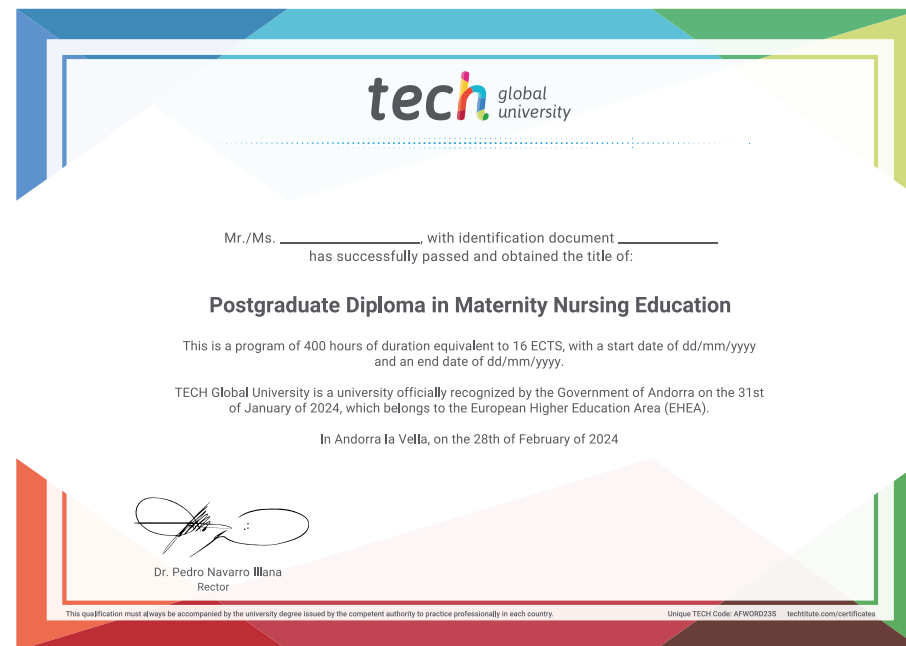 tech global university
Mr./Ms. ____________________, with identification document ______________
has successfully passed and obtained the title of:
Postgraduate Diploma in Maternity Nursing Education
This is a program of 400 hours of duration equivalent to 16 ECTS, with a start date of dd/mm/yyyy
and an end date of dd/mm/yyyy.
TECH Global University is a university officially recognized by the Government of Andorra on the 31st
of January of 2024, which belongs to the European Higher Education Area (EHEA).
In Andorra la Vella, on the 28th of February of 2024
Dr. Pedro Navarro Illana
Rector
This qualification must always be accompanied by the university degree issued by the competent authority to practice professionally in each country.
Unique TECH Code: AFWORD23S techtitute.com/certificates